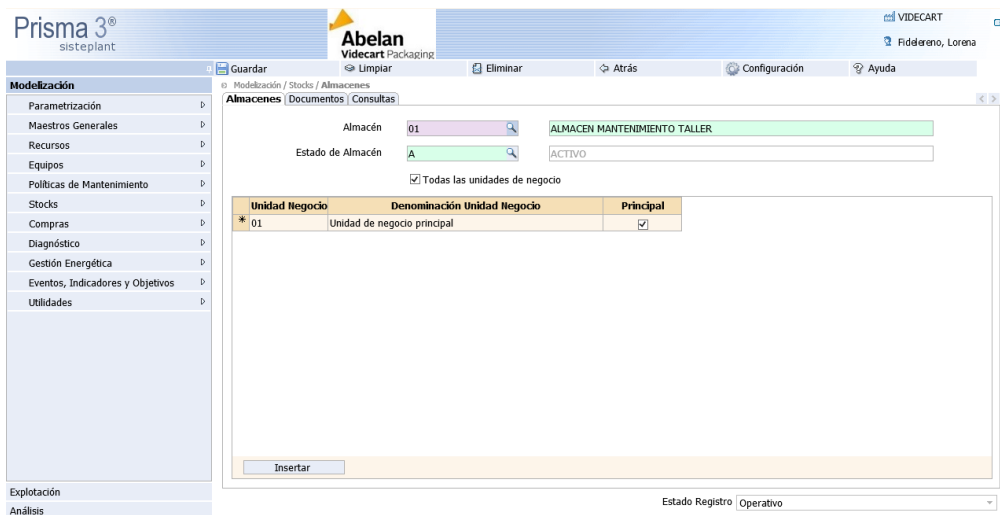 Prisma 3®
sisteplant
Abelan
Videcart Packaging
VIDECART
Fidelereno, Lorena
Guardar Limpiar Eliminar Atrás Configuración Ayuda
Modelización
Modelización / Stocks / Almacenes
Almacenes Documentos Consultas
Parametrización
Maestros Generales
Recursos
Equipos
Políticas de Mantenimiento
Stocks
Compras
Diagnóstico
Gestión Energética
Eventos, Indicadores y Objetivos
Utilidades
Almacén 01 ALMACEN MANTENIMIENTO TALLER
Estado de Almacén A ACTIVO
Todas las unidades de negocio
Unidad Negocio Denominación Unidad Negocio Principal
* 01 Unidad de negocio principal
Insertar
Explotación
Análisis
Estado Registro Operativo